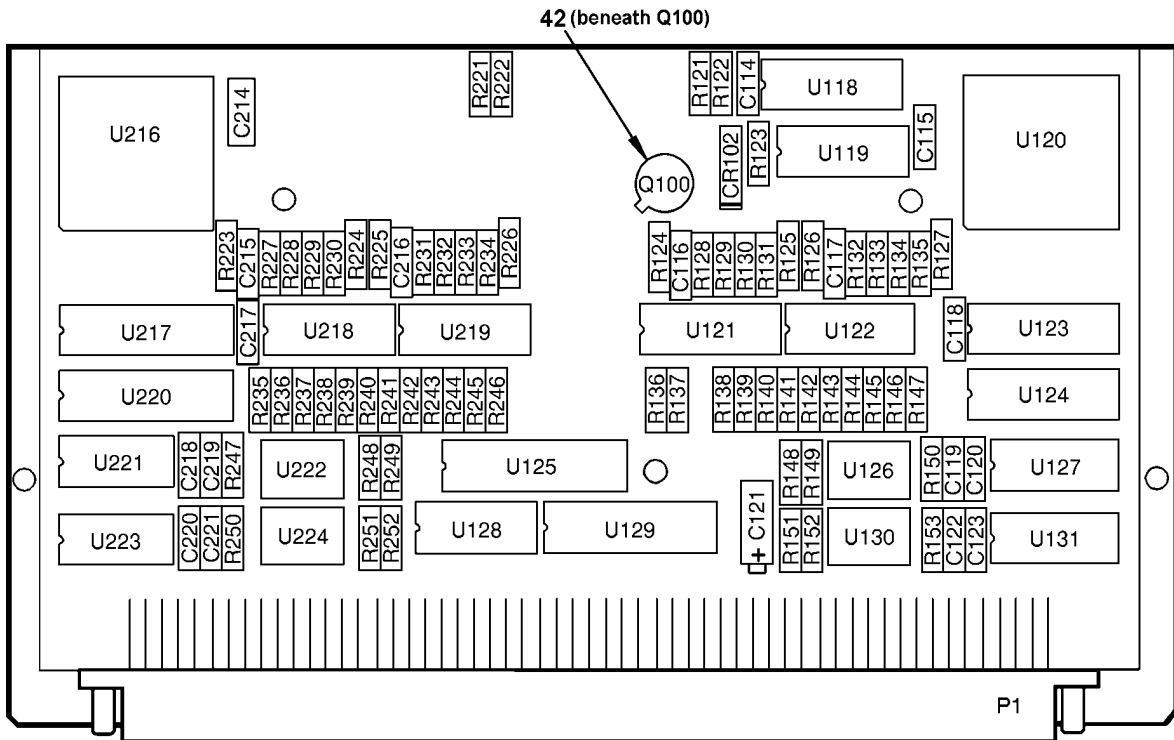 42 (beneath Q100)
R221 R222 R121 R122 C114 U118
U216 C214 CR102 R123 U119 C115 U120
Q100
R223 C215 R227 R228 R229 R230 R224 R225 C216 R231 R232 R233 R234 R226 R124 C116 R128 R129 R130 R131 R125 R126 C117 R132 R133 R134 R135 R127
U217 C217 U218 U219 U121 U122 C118 U123
U220 R235 R236 R237 R238 R239 R240 R241 R242 R243 R244 R245 R246 R136 R137 R138 R139 R140 R141 R142 R143 R144 R145 R146 R147 U124
U221 C218 C219 R247 U222 R248 R249 U125 R148 R149 U126 R150 C119 C120 U127
U223 C220 C221 R250 U224 R251 R252 U128 U129 + C121 R151 R152 U130 R153 C122 C123 U131
P1